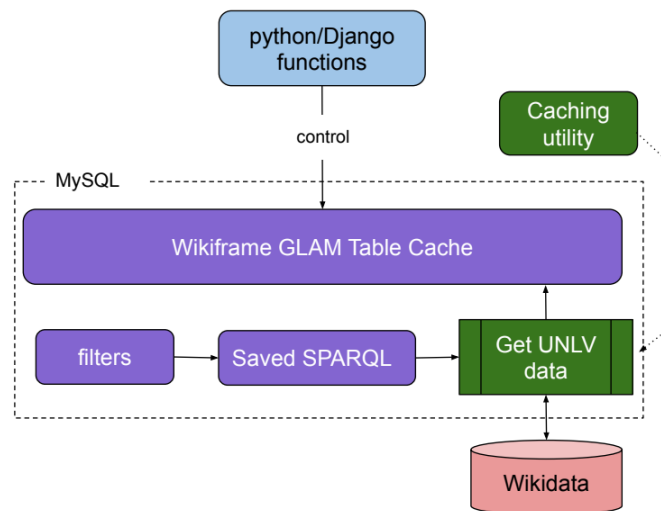 python/Django
functions
control
Caching
utility
MySQL
Wikiframe GLAM Table Cache
filters
Saved SPARQL
Get UNLV
data
Wikidata